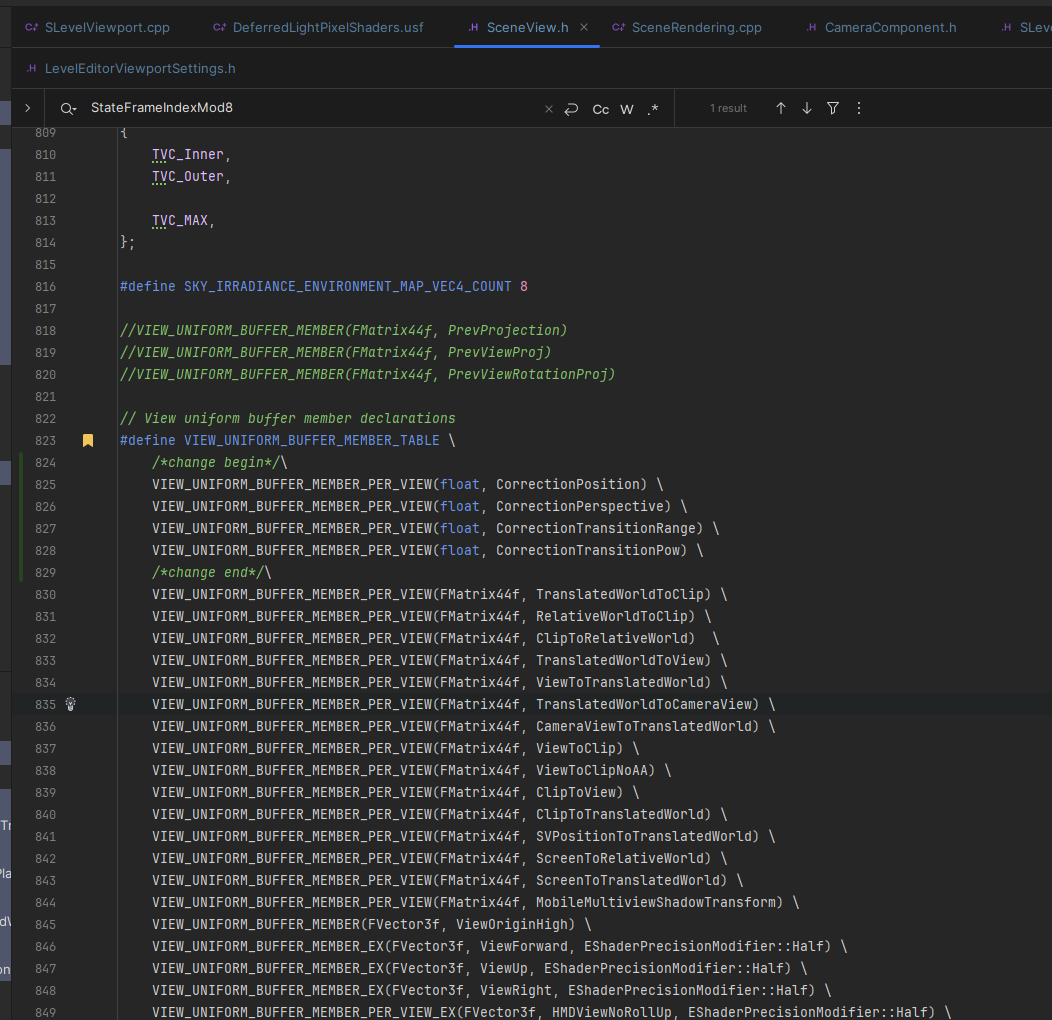 SLevelViewport.cpp DeferredLightPixelShaders.usf .H SceneView.h × SceneRendering.cpp .H CameraComponent.h .H SLeve
.H LevelEditorViewportSettings.h
StateFrameIndexMod8 × Cc W .* 1 result
809 {
810 TVC_Inner,
811 TVC_Outer,
812
813 TVC_MAX,
814 };
815
816 #define SKY_IRRADIANCE_ENVIRONMENT_MAP_VEC4_COUNT 8
817
818 //VIEW_UNIFORM_BUFFER_MEMBER(FMatrix44f, PrevProjection)
819 //VIEW_UNIFORM_BUFFER_MEMBER(FMatrix44f, PrevViewProj)
820 //VIEW_UNIFORM_BUFFER_MEMBER(FMatrix44f, PrevViewRotationProj)
821
822 // View uniform buffer member declarations
823 #define VIEW_UNIFORM_BUFFER_MEMBER_TABLE \
824 /*change begin*/\
825 VIEW_UNIFORM_BUFFER_MEMBER_PER_VIEW(float, CorrectionPosition) \
826 VIEW_UNIFORM_BUFFER_MEMBER_PER_VIEW(float, CorrectionPerspective) \
827 VIEW_UNIFORM_BUFFER_MEMBER_PER_VIEW(float, CorrectionTransitionRange) \
828 VIEW_UNIFORM_BUFFER_MEMBER_PER_VIEW(float, CorrectionTransitionPow) \
829 /*change end*/\
830 VIEW_UNIFORM_BUFFER_MEMBER_PER_VIEW(FMatrix44f, TranslatedWorldToClip) \
831 VIEW_UNIFORM_BUFFER_MEMBER_PER_VIEW(FMatrix44f, RelativeWorldToClip) \
832 VIEW_UNIFORM_BUFFER_MEMBER_PER_VIEW(FMatrix44f, ClipToRelativeWorld)  \
833 VIEW_UNIFORM_BUFFER_MEMBER_PER_VIEW(FMatrix44f, TranslatedWorldToView) \
834 VIEW_UNIFORM_BUFFER_MEMBER_PER_VIEW(FMatrix44f, ViewToTranslatedWorld) \
835 VIEW_UNIFORM_BUFFER_MEMBER_PER_VIEW(FMatrix44f, TranslatedWorldToCameraView) \
836 VIEW_UNIFORM_BUFFER_MEMBER_PER_VIEW(FMatrix44f, CameraViewToTranslatedWorld) \
837 VIEW_UNIFORM_BUFFER_MEMBER_PER_VIEW(FMatrix44f, ViewToClip) \
838 VIEW_UNIFORM_BUFFER_MEMBER_PER_VIEW(FMatrix44f, ViewToClipNoAA) \
839 VIEW_UNIFORM_BUFFER_MEMBER_PER_VIEW(FMatrix44f, ClipToView) \
840 VIEW_UNIFORM_BUFFER_MEMBER_PER_VIEW(FMatrix44f, ClipToTranslatedWorld) \
841 VIEW_UNIFORM_BUFFER_MEMBER_PER_VIEW(FMatrix44f, SVPositionToTranslatedWorld) \
842 VIEW_UNIFORM_BUFFER_MEMBER_PER_VIEW(FMatrix44f, ScreenToRelativeWorld) \
843 VIEW_UNIFORM_BUFFER_MEMBER_PER_VIEW(FMatrix44f, ScreenToTranslatedWorld) \
844 VIEW_UNIFORM_BUFFER_MEMBER_PER_VIEW(FMatrix44f, MobileMultiviewShadowTransform) \
845 VIEW_UNIFORM_BUFFER_MEMBER(FVector3f, ViewOriginHigh) \
846 VIEW_UNIFORM_BUFFER_MEMBER_EX(FVector3f, ViewForward, EShaderPrecisionModifier::Half) \
847 VIEW_UNIFORM_BUFFER_MEMBER_EX(FVector3f, ViewUp, EShaderPrecisionModifier::Half) \
848 VIEW_UNIFORM_BUFFER_MEMBER_EX(FVector3f, ViewRight, EShaderPrecisionModifier::Half) \
849 VIEW_UNIFORM_BUFFER_MEMBER_PER_VIEW_EX(FVector3f, HMDViewNoRollUp, EShaderPrecisionModifier::Half) \